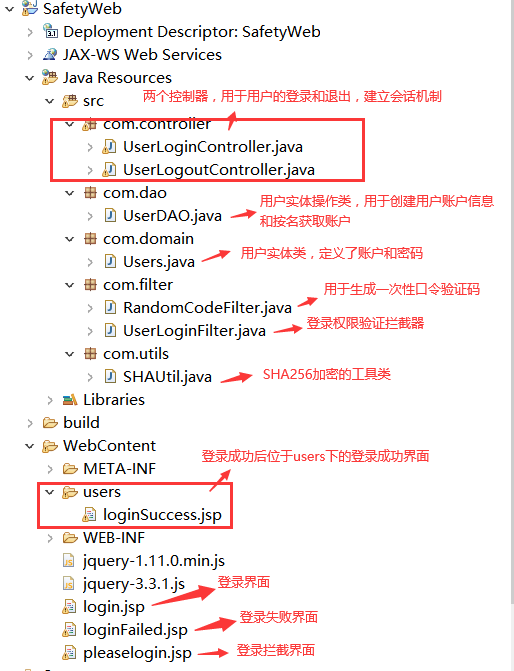 SafetyWeb
Deployment Descriptor: SafetyWeb
JAX-WS Web Services
Java Resources
src
两个控制器，用于用户的登录和退出，建立会话机制
com.controller
UserLoginController.java
UserLogoutController.java
com.dao
用户实体操作类，用于创建用户账户信息
UserDAO.java
和按名获取账户
com.domain
Users.java
用户实体类，定义了账户和密码
com.filter
用于生成一次性口令验证码
RandomCodeFilter.java
UserLoginFilter.java
登录权限验证拦截器
com.utils
SHAUtil.java
SHA256加密的工具类
Libraries
build
WebContent
登录成功后位于users下的登录成功界面
META-INF
users
loginSuccess.jsp
WEB-INF
jquery-1.11.0.min.js
jquery-3.3.1.js
登录界面
login.jsp
登录失败界面
loginFailed.jsp
pleaselogin.jsp
登录拦截界面